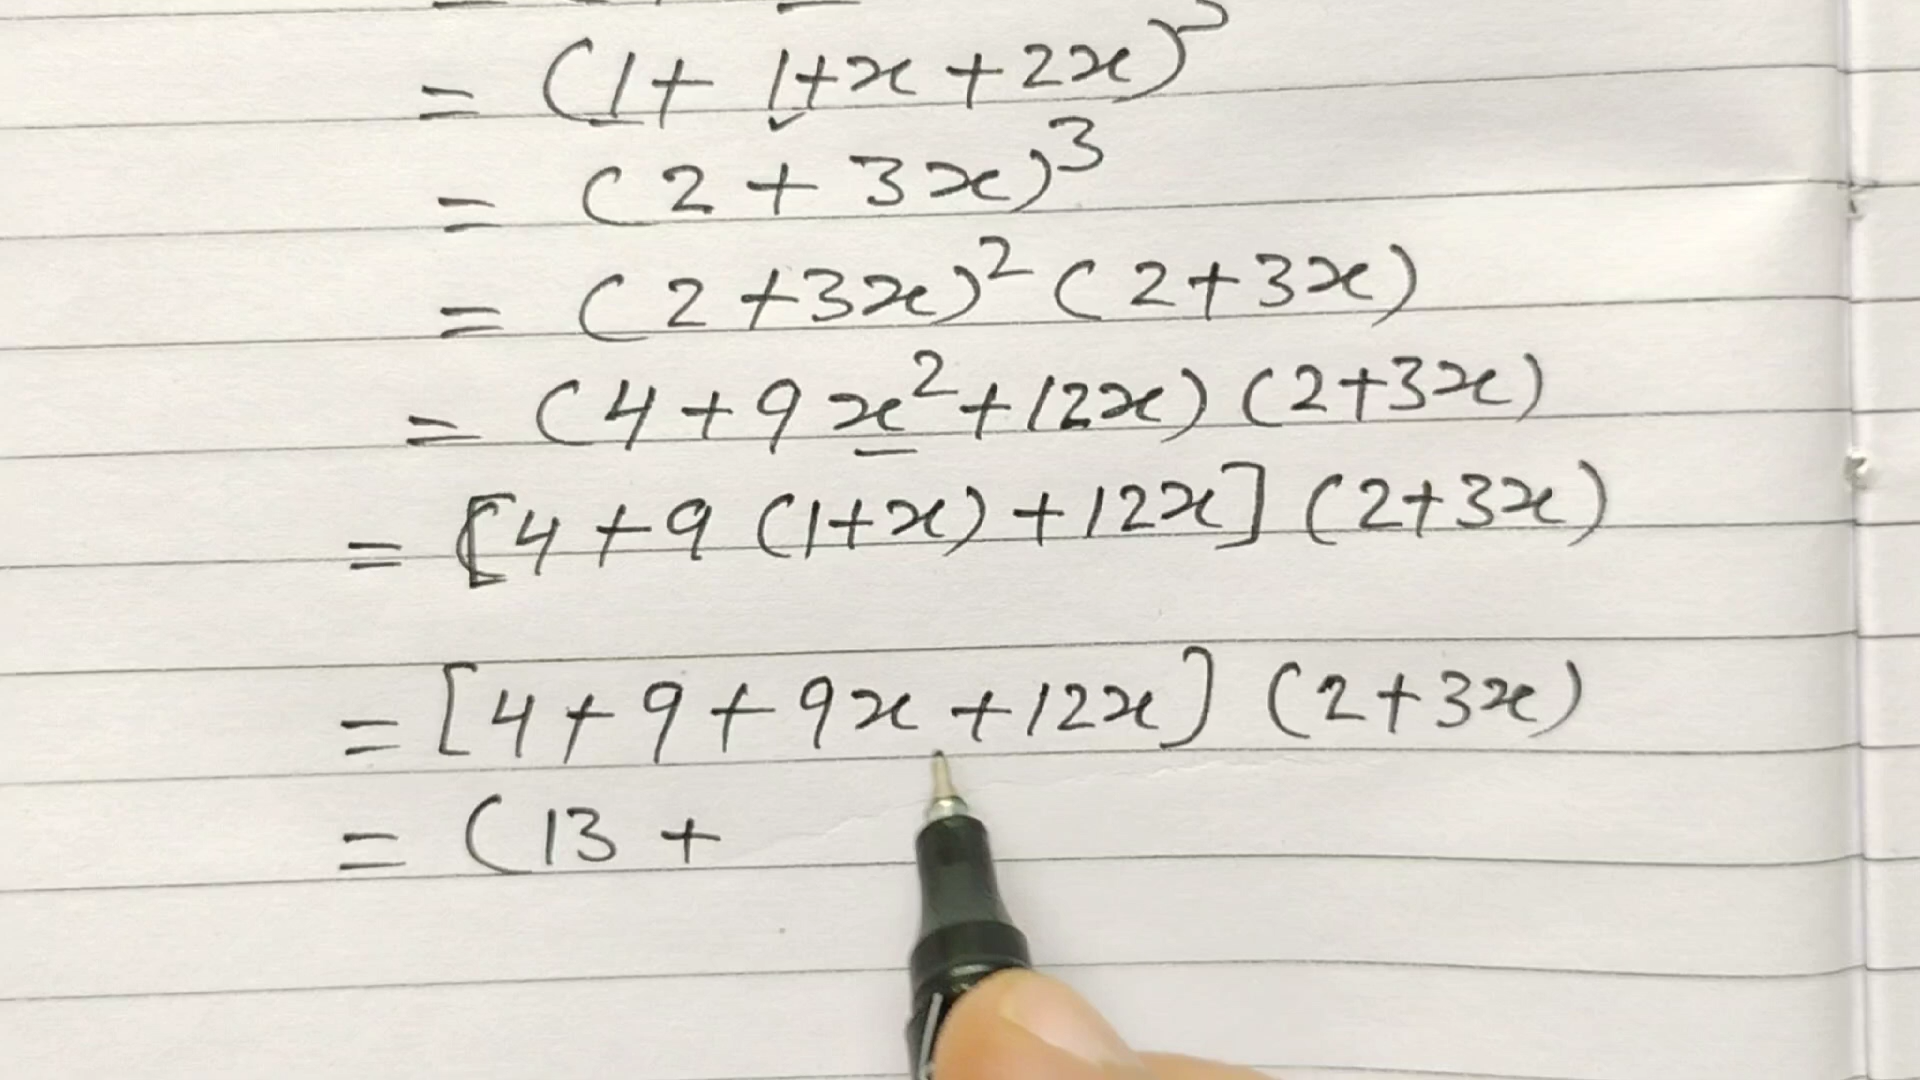 = (1 + 1+x + 2x)³
= (2 + 3x)³
= (2+3x)² (2+3x)
= (4+9x²+12x) (2+3x)
= [4+9 (1+x) +12x] (2+3x)
= [4+9+9x+12x] (2+3x)
= (13 +